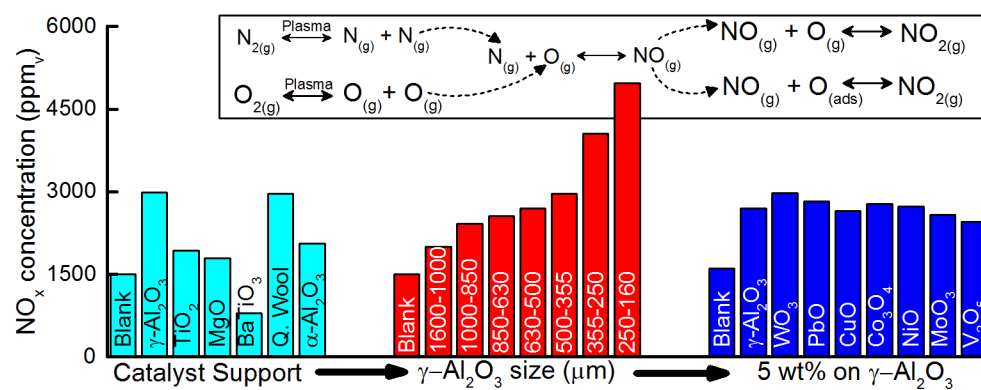 6000
4500
3000
1500
0
NOx concentration (ppmv)
N2(g) Plasma N(g) + N(g)
O2(g) Plasma O(g) + O(g)
N(g) + O(g) NO(g)
NO(g) + O(g) NO2(g)
NO(g) + O(ads) NO2(g)
Blank
γ-Al2O3
TiO2
MgO
BaTiO3
Q. Wool
α-Al2O3
Blank
1600-1000
1000-850
850-630
630-500
500-355
355-250
250-160
Blank
γ-Al2O3
WO3
PbO
CuO
Co3O4
NiO
MoO3
V2O5
Catalyst Support
γ–Al2O3 size (μm)
5 wt% on γ–Al2O3